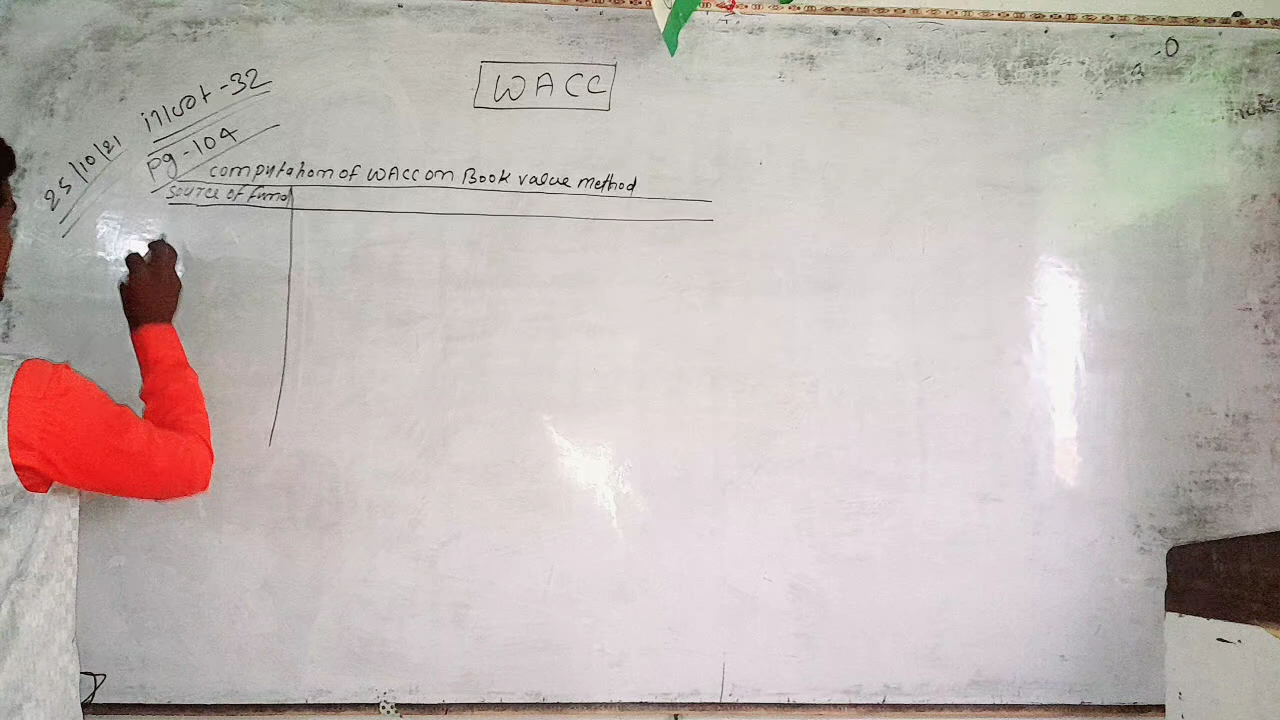 WACC
25/10/21
illust-32
pg-104
computation of WACC on Book value method
source of fund